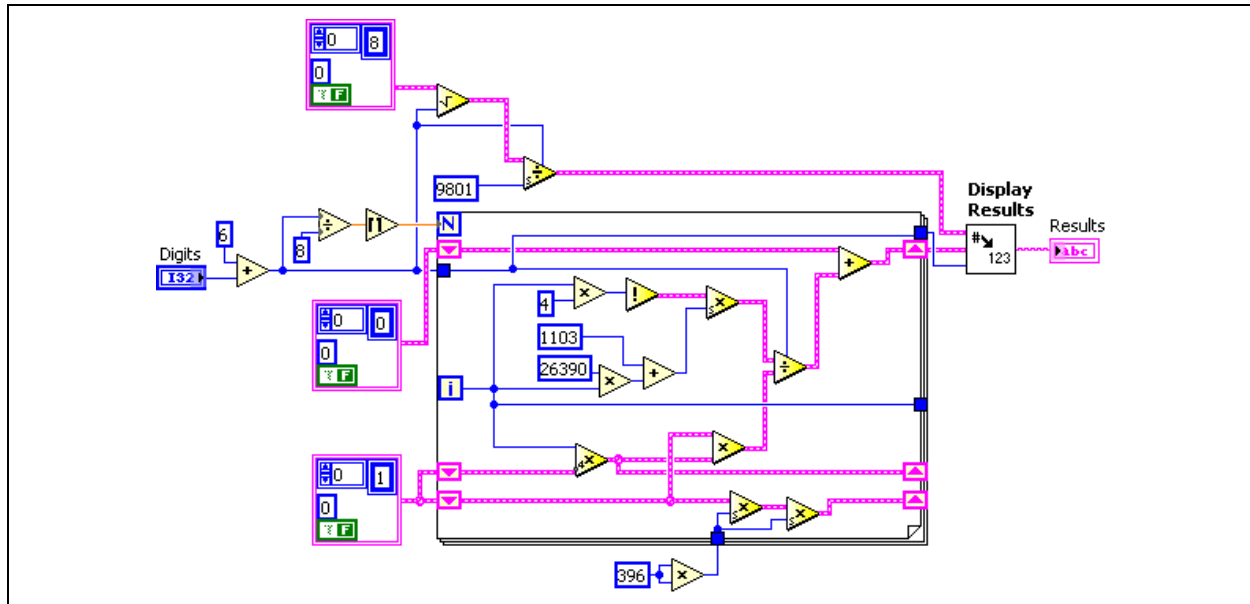 0
8
0
F
√
÷
S
9801
Display
Results
Results
#
123
abc
6
÷
8
N
Digits
I32
+
+
×
!
×
S
4
0
0
0
F
1103
26390
×
+
÷
i
4×
×
0
1
0
F
×
S
×
S
396
×